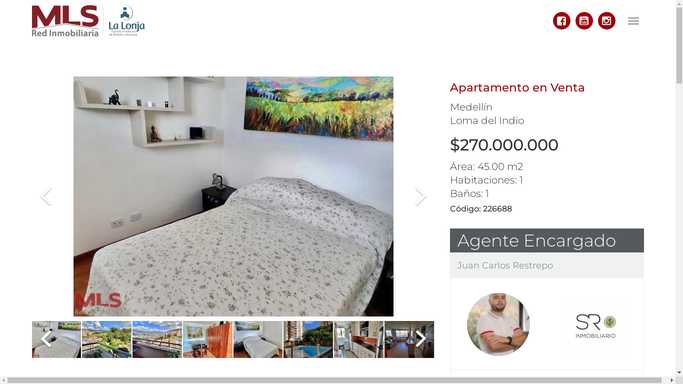 MLS
Red Inmobiliaria
La Lonja
Apartamento en Venta
Medellín
Loma del Indio
$270.000.000
Área: 45.00 m2
Habitaciones: 1
Baños: 1
Código: 226688
Agente Encargado
Juan Carlos Restrepo
SR
INMOBILIARIO
MLS